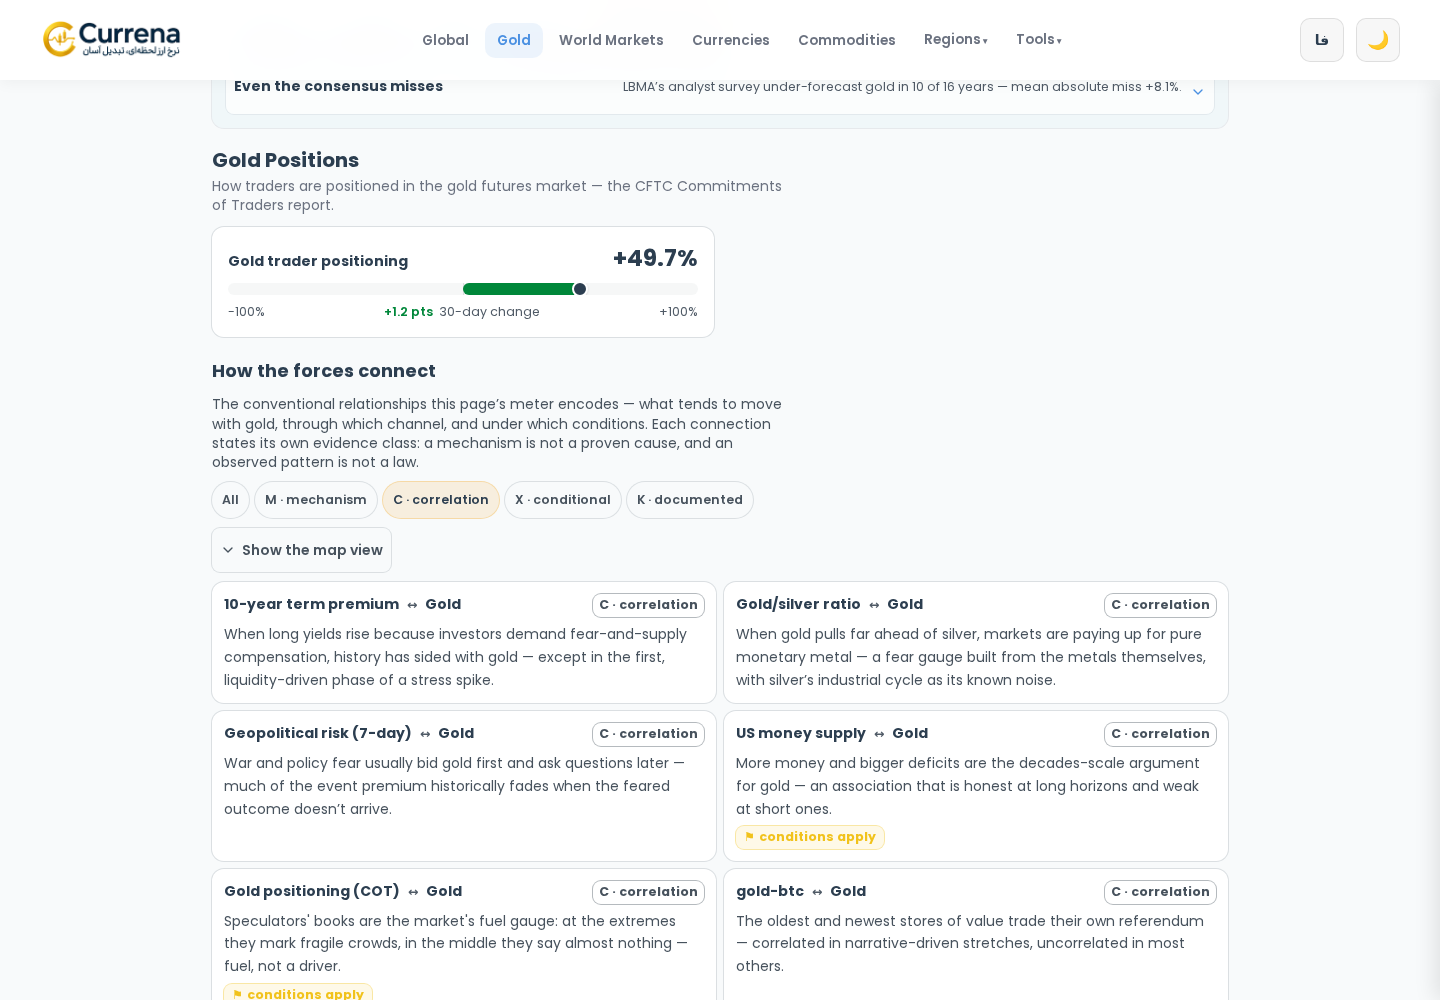 Currena
نرخ ارز لحظه‌ای، تبدیل آسان
Global
Gold
World Markets
Currencies
Commodities
Regions ▾
Tools ▾
فا
Even the consensus misses
LBMA’s analyst survey under-forecast gold in 10 of 16 years — mean absolute miss +8.1%.
Gold Positions
How traders are positioned in the gold futures market — the CFTC Commitments
of Traders report.
Gold trader positioning
+49.7%
-100%
+1.2 pts 30-day change
+100%
How the forces connect
The conventional relationships this page’s meter encodes — what tends to move
with gold, through which channel, and under which conditions. Each connection
states its own evidence class: a mechanism is not a proven cause, and an
observed pattern is not a law.
All
M · mechanism
C · correlation
X · conditional
K · documented
Show the map view
10-year term premium ↔ Gold
C · correlation
When long yields rise because investors demand fear-and-supply
compensation, history has sided with gold — except in the first,
liquidity-driven phase of a stress spike.
Gold/silver ratio ↔ Gold
C · correlation
When gold pulls far ahead of silver, markets are paying up for pure
monetary metal — a fear gauge built from the metals themselves,
with silver’s industrial cycle as its known noise.
Geopolitical risk (7-day) ↔ Gold
C · correlation
War and policy fear usually bid gold first and ask questions later —
much of the event premium historically fades when the feared
outcome doesn’t arrive.
US money supply ↔ Gold
C · correlation
More money and bigger deficits are the decades-scale argument
for gold — an association that is honest at long horizons and weak
at short ones.
⚑ conditions apply
Gold positioning (COT) ↔ Gold
C · correlation
Speculators' books are the market's fuel gauge: at the extremes
they mark fragile crowds, in the middle they say almost nothing —
fuel, not a driver.
⚑ conditions apply
gold-btc ↔ Gold
C · correlation
The oldest and newest stores of value trade their own referendum
— correlated in narrative-driven stretches, uncorrelated in most
others.